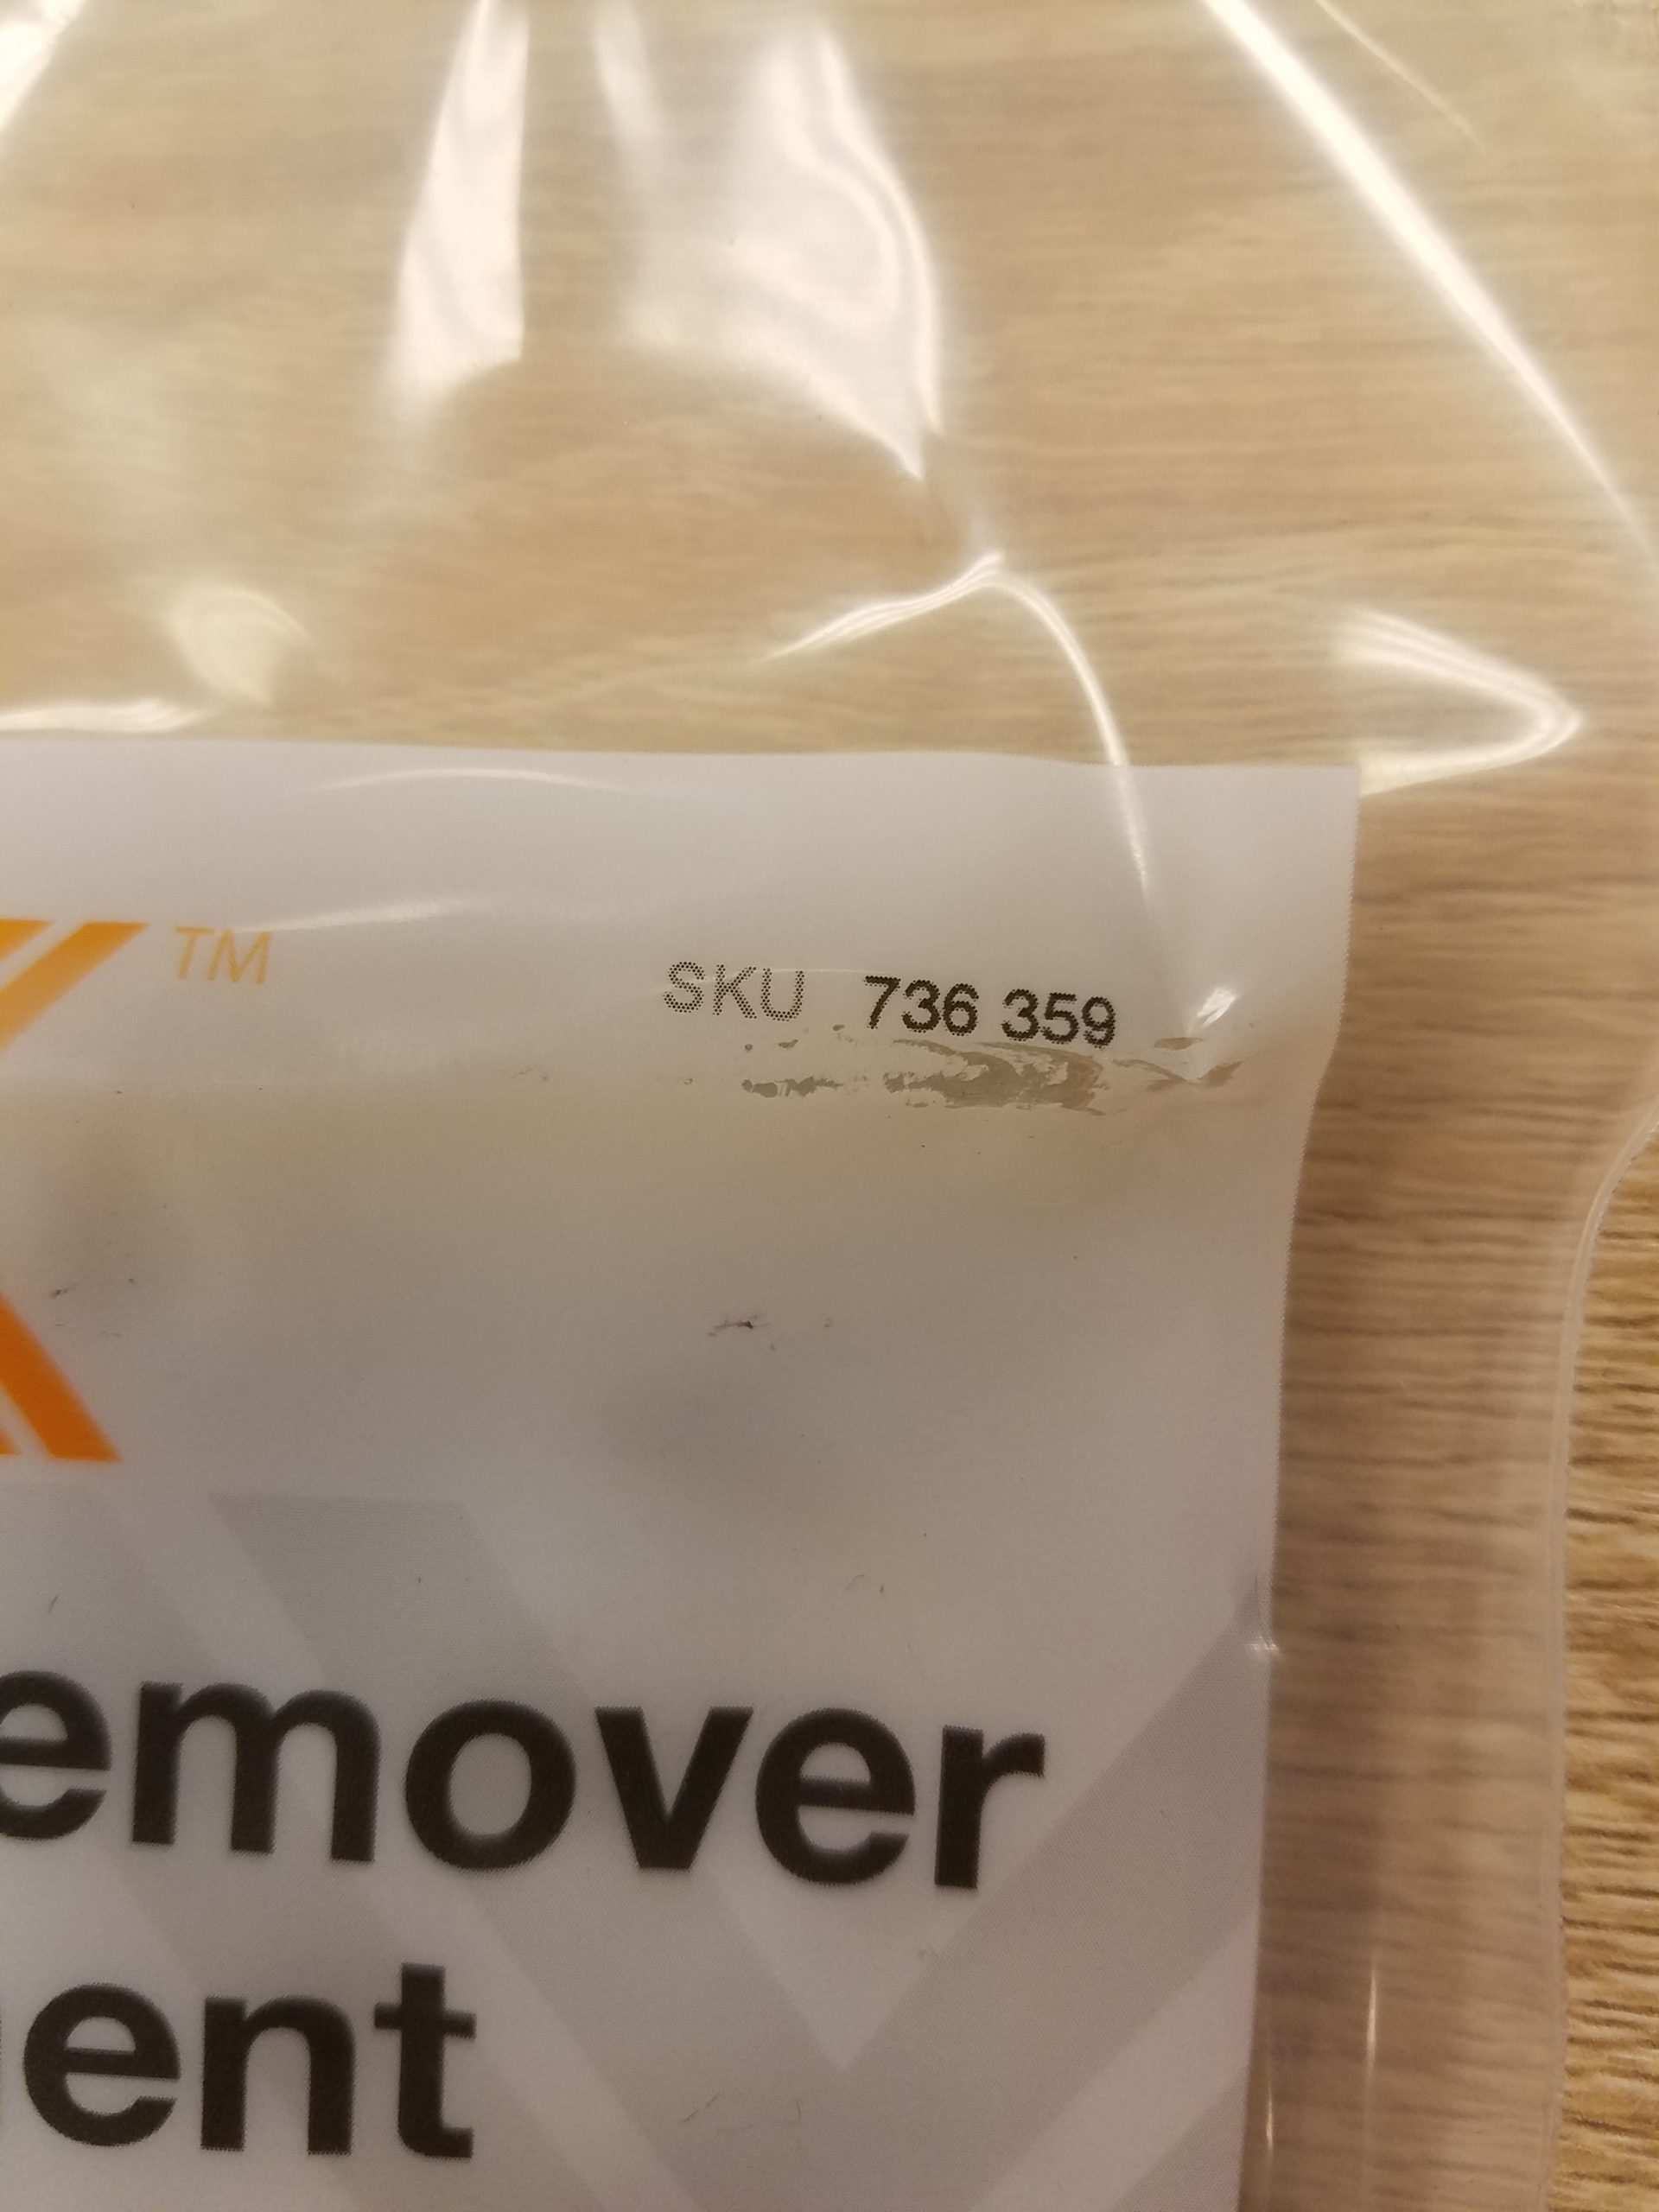 TM
SKU 736 359
emover
ent